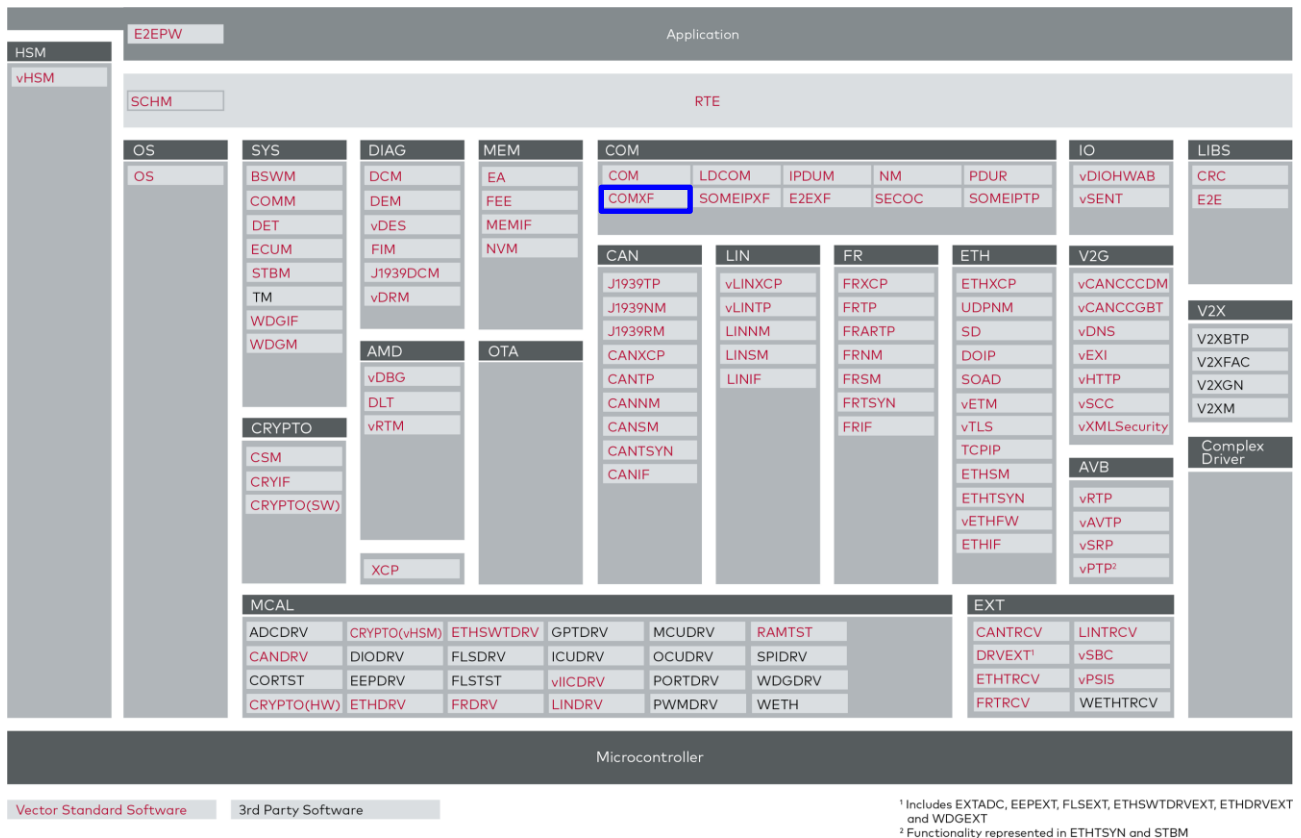 E2EPW
Application
HSM
vHSM
SCHM
RTE
OS
OS
SYS
BSWM
COMM
DET
ECUM
STBM
TM
WDGIF
WDGM
CRYPTO
CSM
CRYIF
CRYPTO(SW)
DIAG
DCM
DEM
vDES
FIM
J1939DCM
vDRM
AMD
vDBG
DLT
vRTM
XCP
MEM
EA
FEE
MEMIF
NVM
OTA
COM
COM LDCOM IPDUM NM PDUR
COMXF SOMEIPXF E2EXF SECOC SOMEIPTP
CAN
J1939TP
J1939NM
J1939RM
CANXCP
CANTP
CANNM
CANSM
CANTSYN
CANIF
LIN
vLINXCP
vLINTP
LINNM
LINSM
LINIF
FR
FRXCP
FRTP
FRARTP
FRNM
FRSM
FRTSYN
FRIF
ETH
ETHXCP
UDPNM
SD
DOIP
SOAD
vETM
vTLS
TCPIP
ETHSM
ETHTSYN
vETHFW
ETHIF
IO
vDIOHWAB
vSENT
V2G
vCANCCCDM
vCANCCGBT
vDNS
vEXI
vHTTP
vSCC
vXMLSecurity
AVB
vRTP
vAVTP
vSRP
vPTP²
LIBS
CRC
E2E
V2X
V2XBTP
V2XFAC
V2XGN
V2XM
Complex
Driver
MCAL
ADCDRV CRYPTO(vHSM) ETHSWTDRV GPTDRV MCUDRV RAMTST
CANDRV DIODRV FLSDRV ICUDRV OCUDRV SPIDRV
CORTST EEPDRV FLSTST vIICDRV PORTDRV WDGDRV
CRYPTO(HW) ETHDRV FRDRV LINDRV PWMDRV WETH
EXT
CANTRCV LINTRCV
DRVEXT¹ vSBC
ETHTRCV vPSI5
FRTRCV WETHTRCV
Microcontroller
Vector Standard Software
3rd Party Software
¹ Includes EXTADC, EEPEXT, FLSEXT, ETHSWTDRVEXT, ETHDRVEXT
and WDGEXT
² Functionality represented in ETHTSYN and STBM